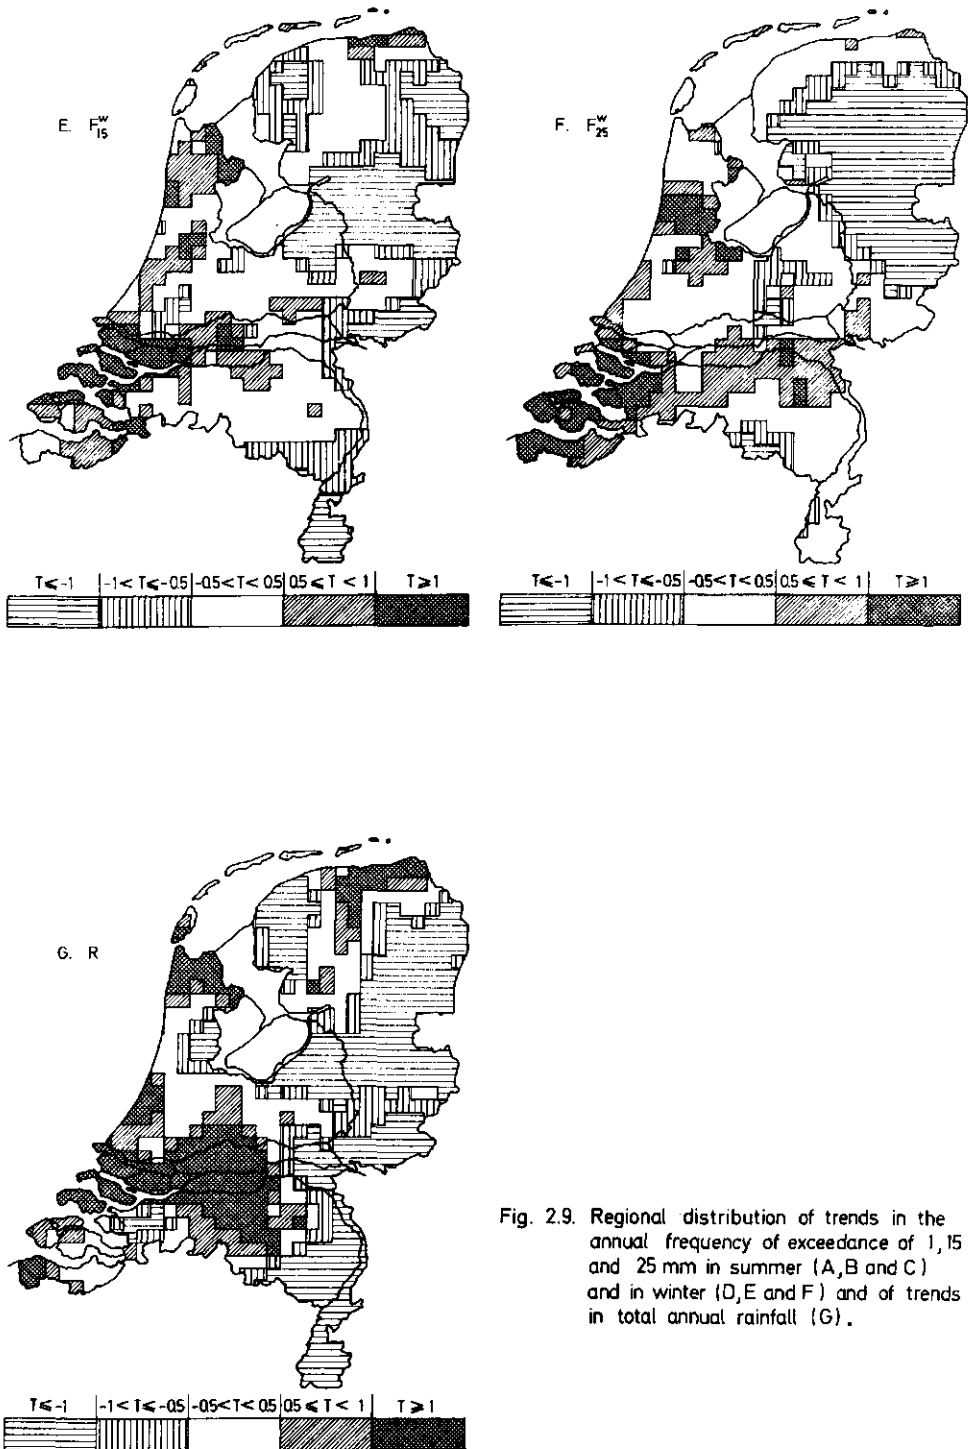 E. F^w_15
F. F^w_25
T⩽-1 -1<T⩽-0.5 -0.5<T<0.5 0.5⩽T<1 T⩾1
T⩽-1 -1<T⩽-0.5 -0.5<T<0.5 0.5⩽T<1 T⩾1
G. R
Fig. 2.9. Regional distribution of trends in the
annual frequency of exceedance of 1,15
and 25 mm in summer (A,B and C)
and in winter (D,E and F) and of trends
in total annual rainfall (G).
T⩽-1 -1<T⩽-0.5 -0.5<T<0.5 0.5⩽T<1 T⩾1